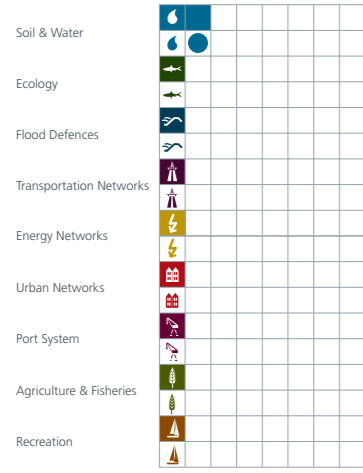 Soil & Water
Ecology
Flood Defences
Transportation Networks
Energy Networks
Urban Networks
Port System
Agriculture & Fisheries
Recreation